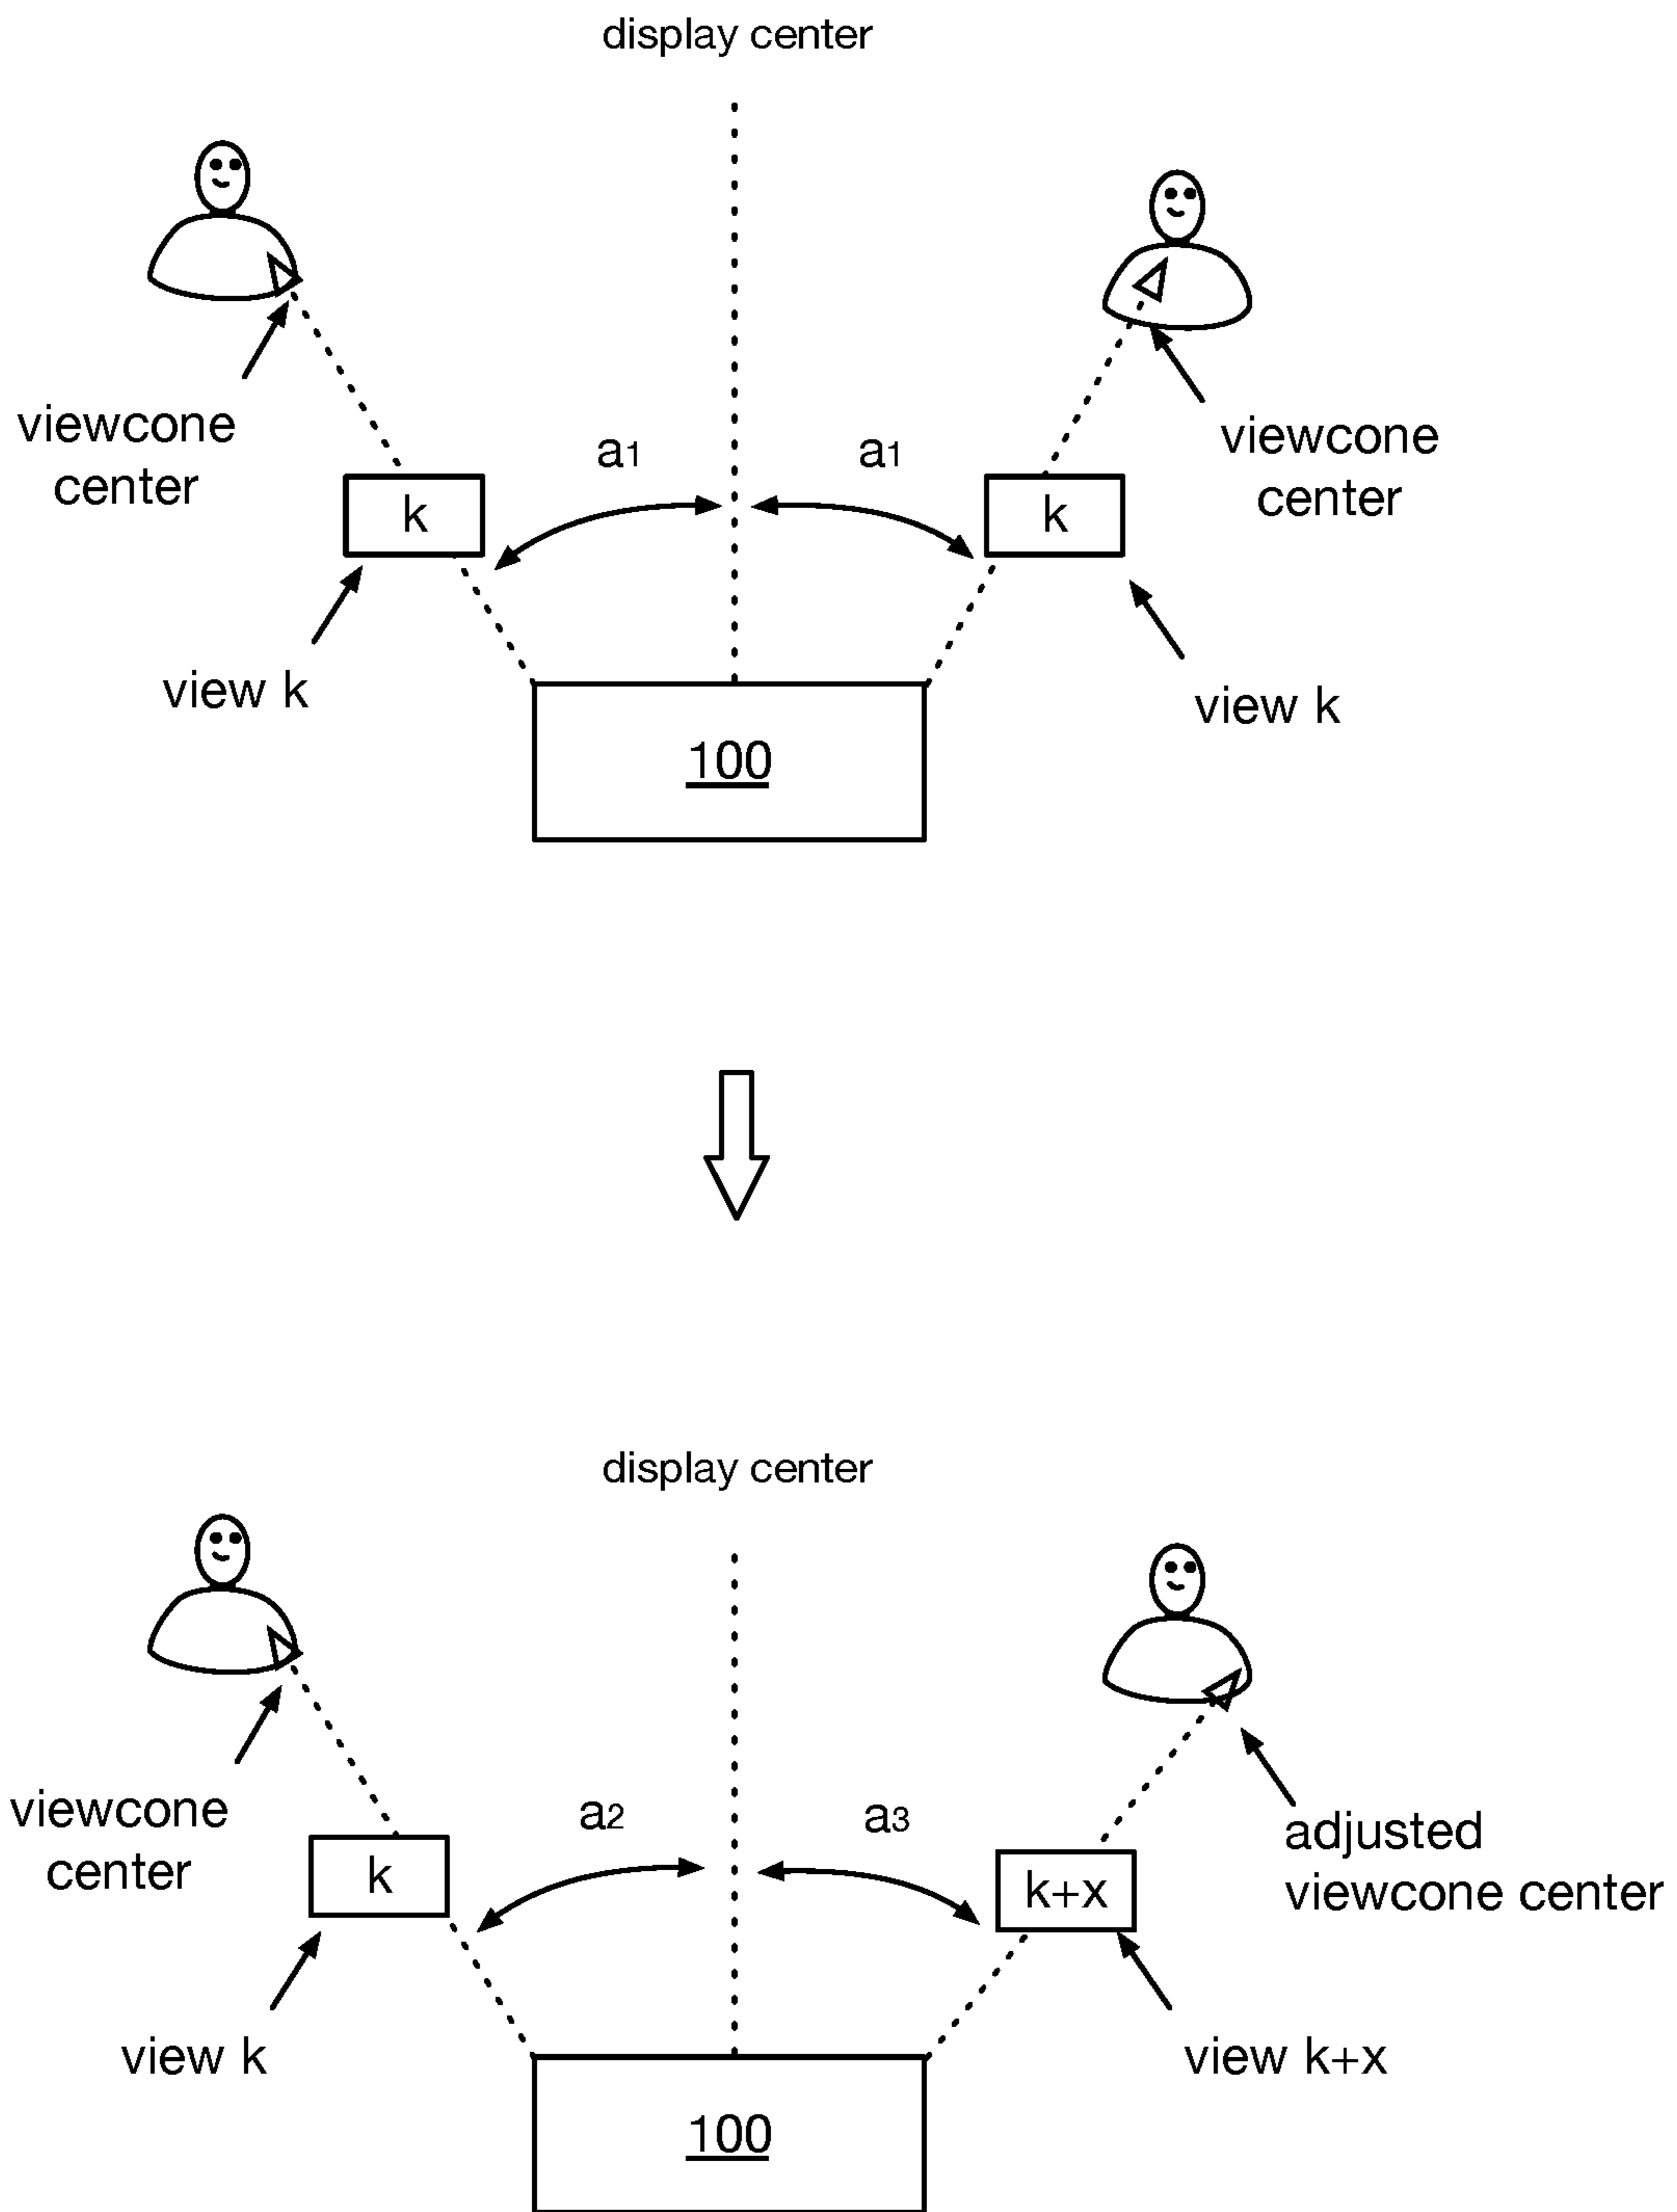 display center
viewcone
center
viewcone
center
a1
a1
k
k
view k
view k
100
display center
viewcone
center
a2
a3
adjusted
viewcone center
k
k+x
view k
view k+x
100